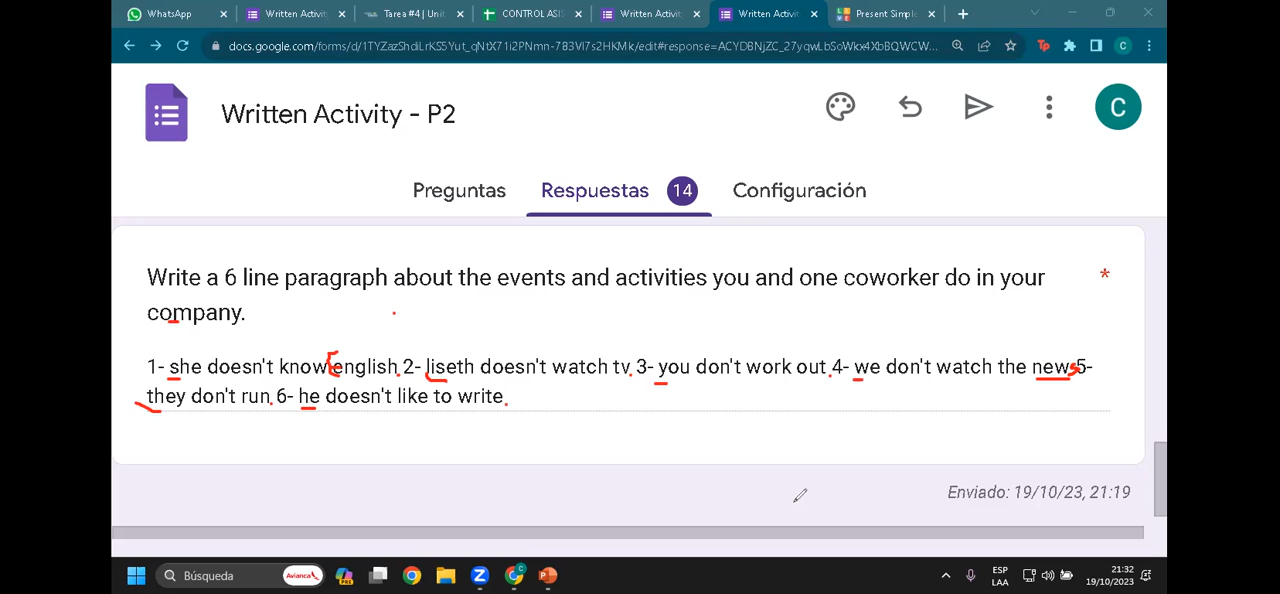 WhatsApp
Written Activit
Tarea #4 | Unit
CONTROL ASIS
Written Activit
Written Activit
Present Simple
Written Activity - P2
C
C
Preguntas
Respuestas 14
Configuración
Write a 6 line paragraph about the events and activities you and one coworker do in your *
company.
1- she doesn't know english.2- liseth doesn't watch tv.3- you don't work out.4- we don't watch the news5-
they don't run.6- he doesn't like to write.
Enviado: 19/10/23, 21:19
Búsqueda
Avianca
ESP
LAA
21:32
19/10/2023